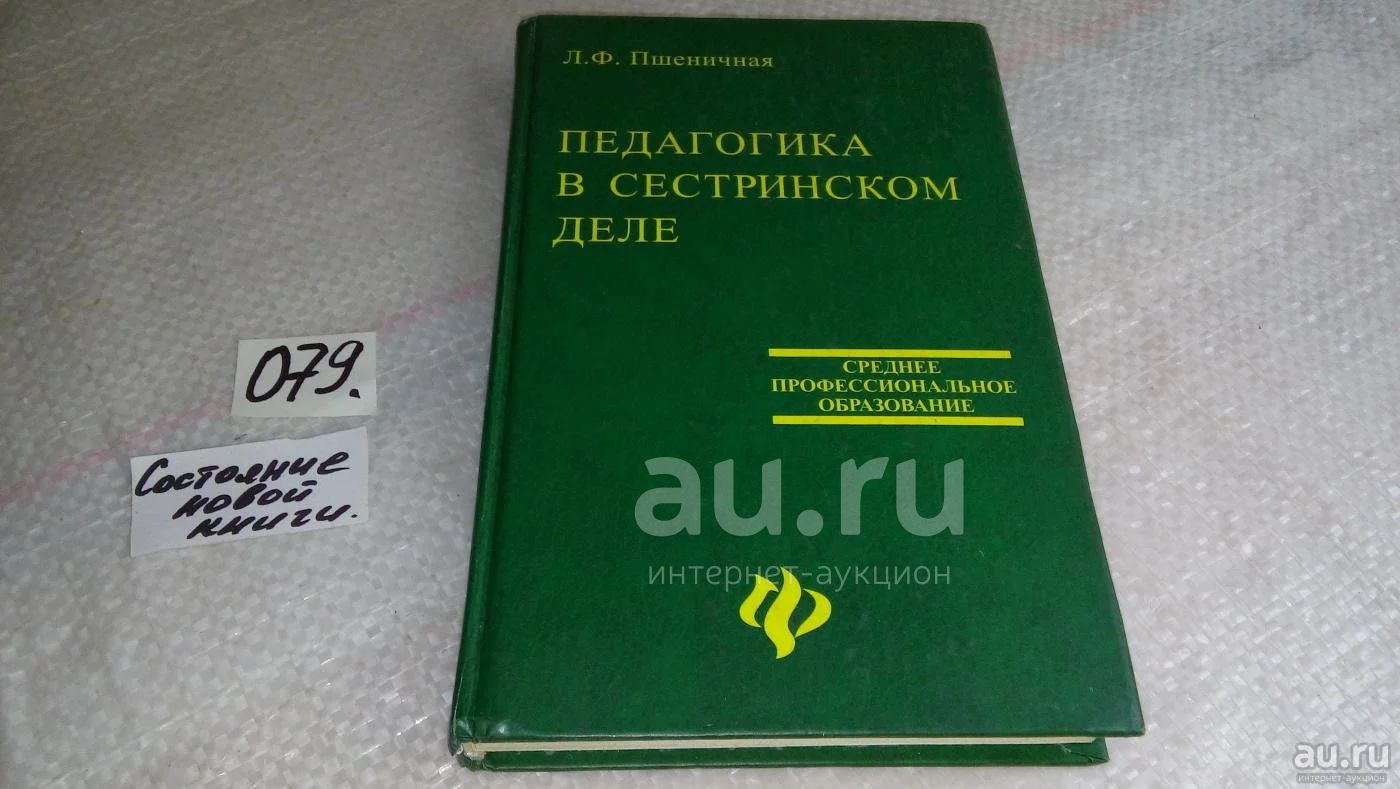 Л.Ф. Пшеничная
ПЕДАГОГИКА
В СЕСТРИНСКОМ
ДЕЛЕ
СРЕДНЕЕ
ПРОФЕССИОНАЛЬНОЕ
ОБРАЗОВАНИЕ
079.
Состояние
новой
книги.
au.ru
интернет-аукцион
au.ru
интернет-аукцион